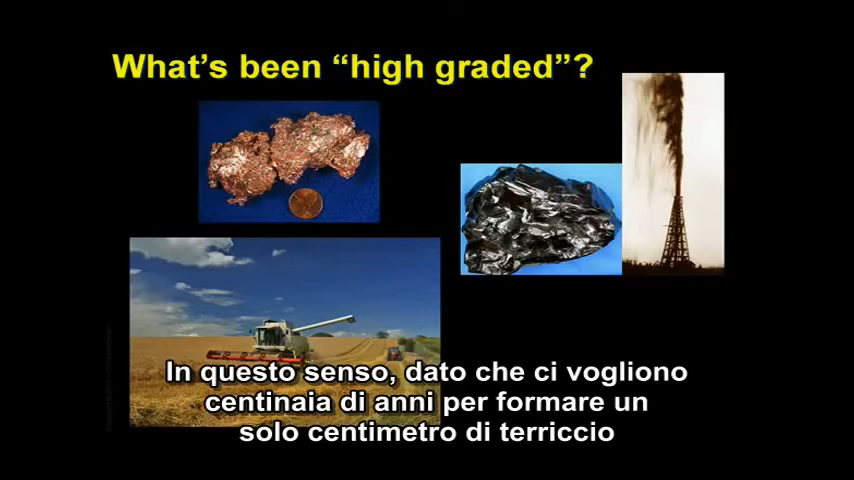 What's been “high graded”?
In questo senso, dato che ci vogliono
centinaia di anni per formare un
solo centimetro di terriccio